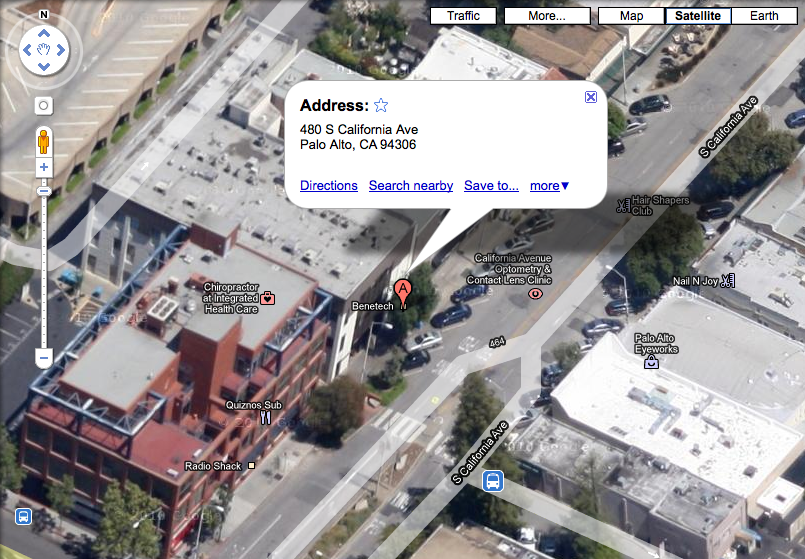 N
Traffic
More...
Map
Satellite
Earth
Address:
480 S California Ave
Palo Alto, CA 94306
Directions
Search nearby
Save to...
more▼
S California Ave
Hair Shapers
Club
California Avenue
Optometry &
Contact Lens Clinic
Nail N Joy
Chiropractor
at Integrated
Health Care
Benetech
A
464
Palo Alto
Eyeworks
Quiznos Sub
S California Ave
Radio Shack